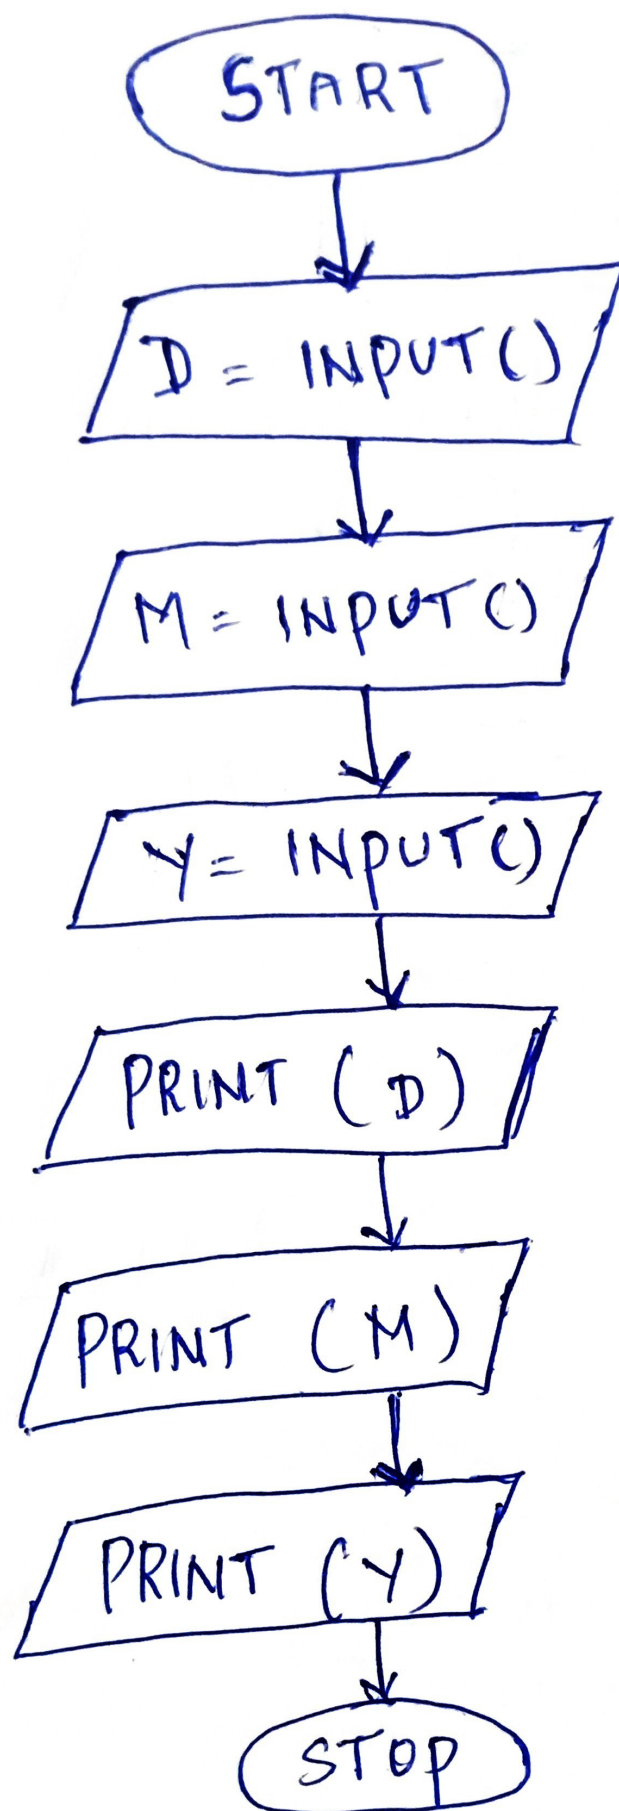 START
D = INPUT()
M = INPUT()
Y = INPUT()
PRINT (D)
PRINT (M)
PRINT (Y)
STOP